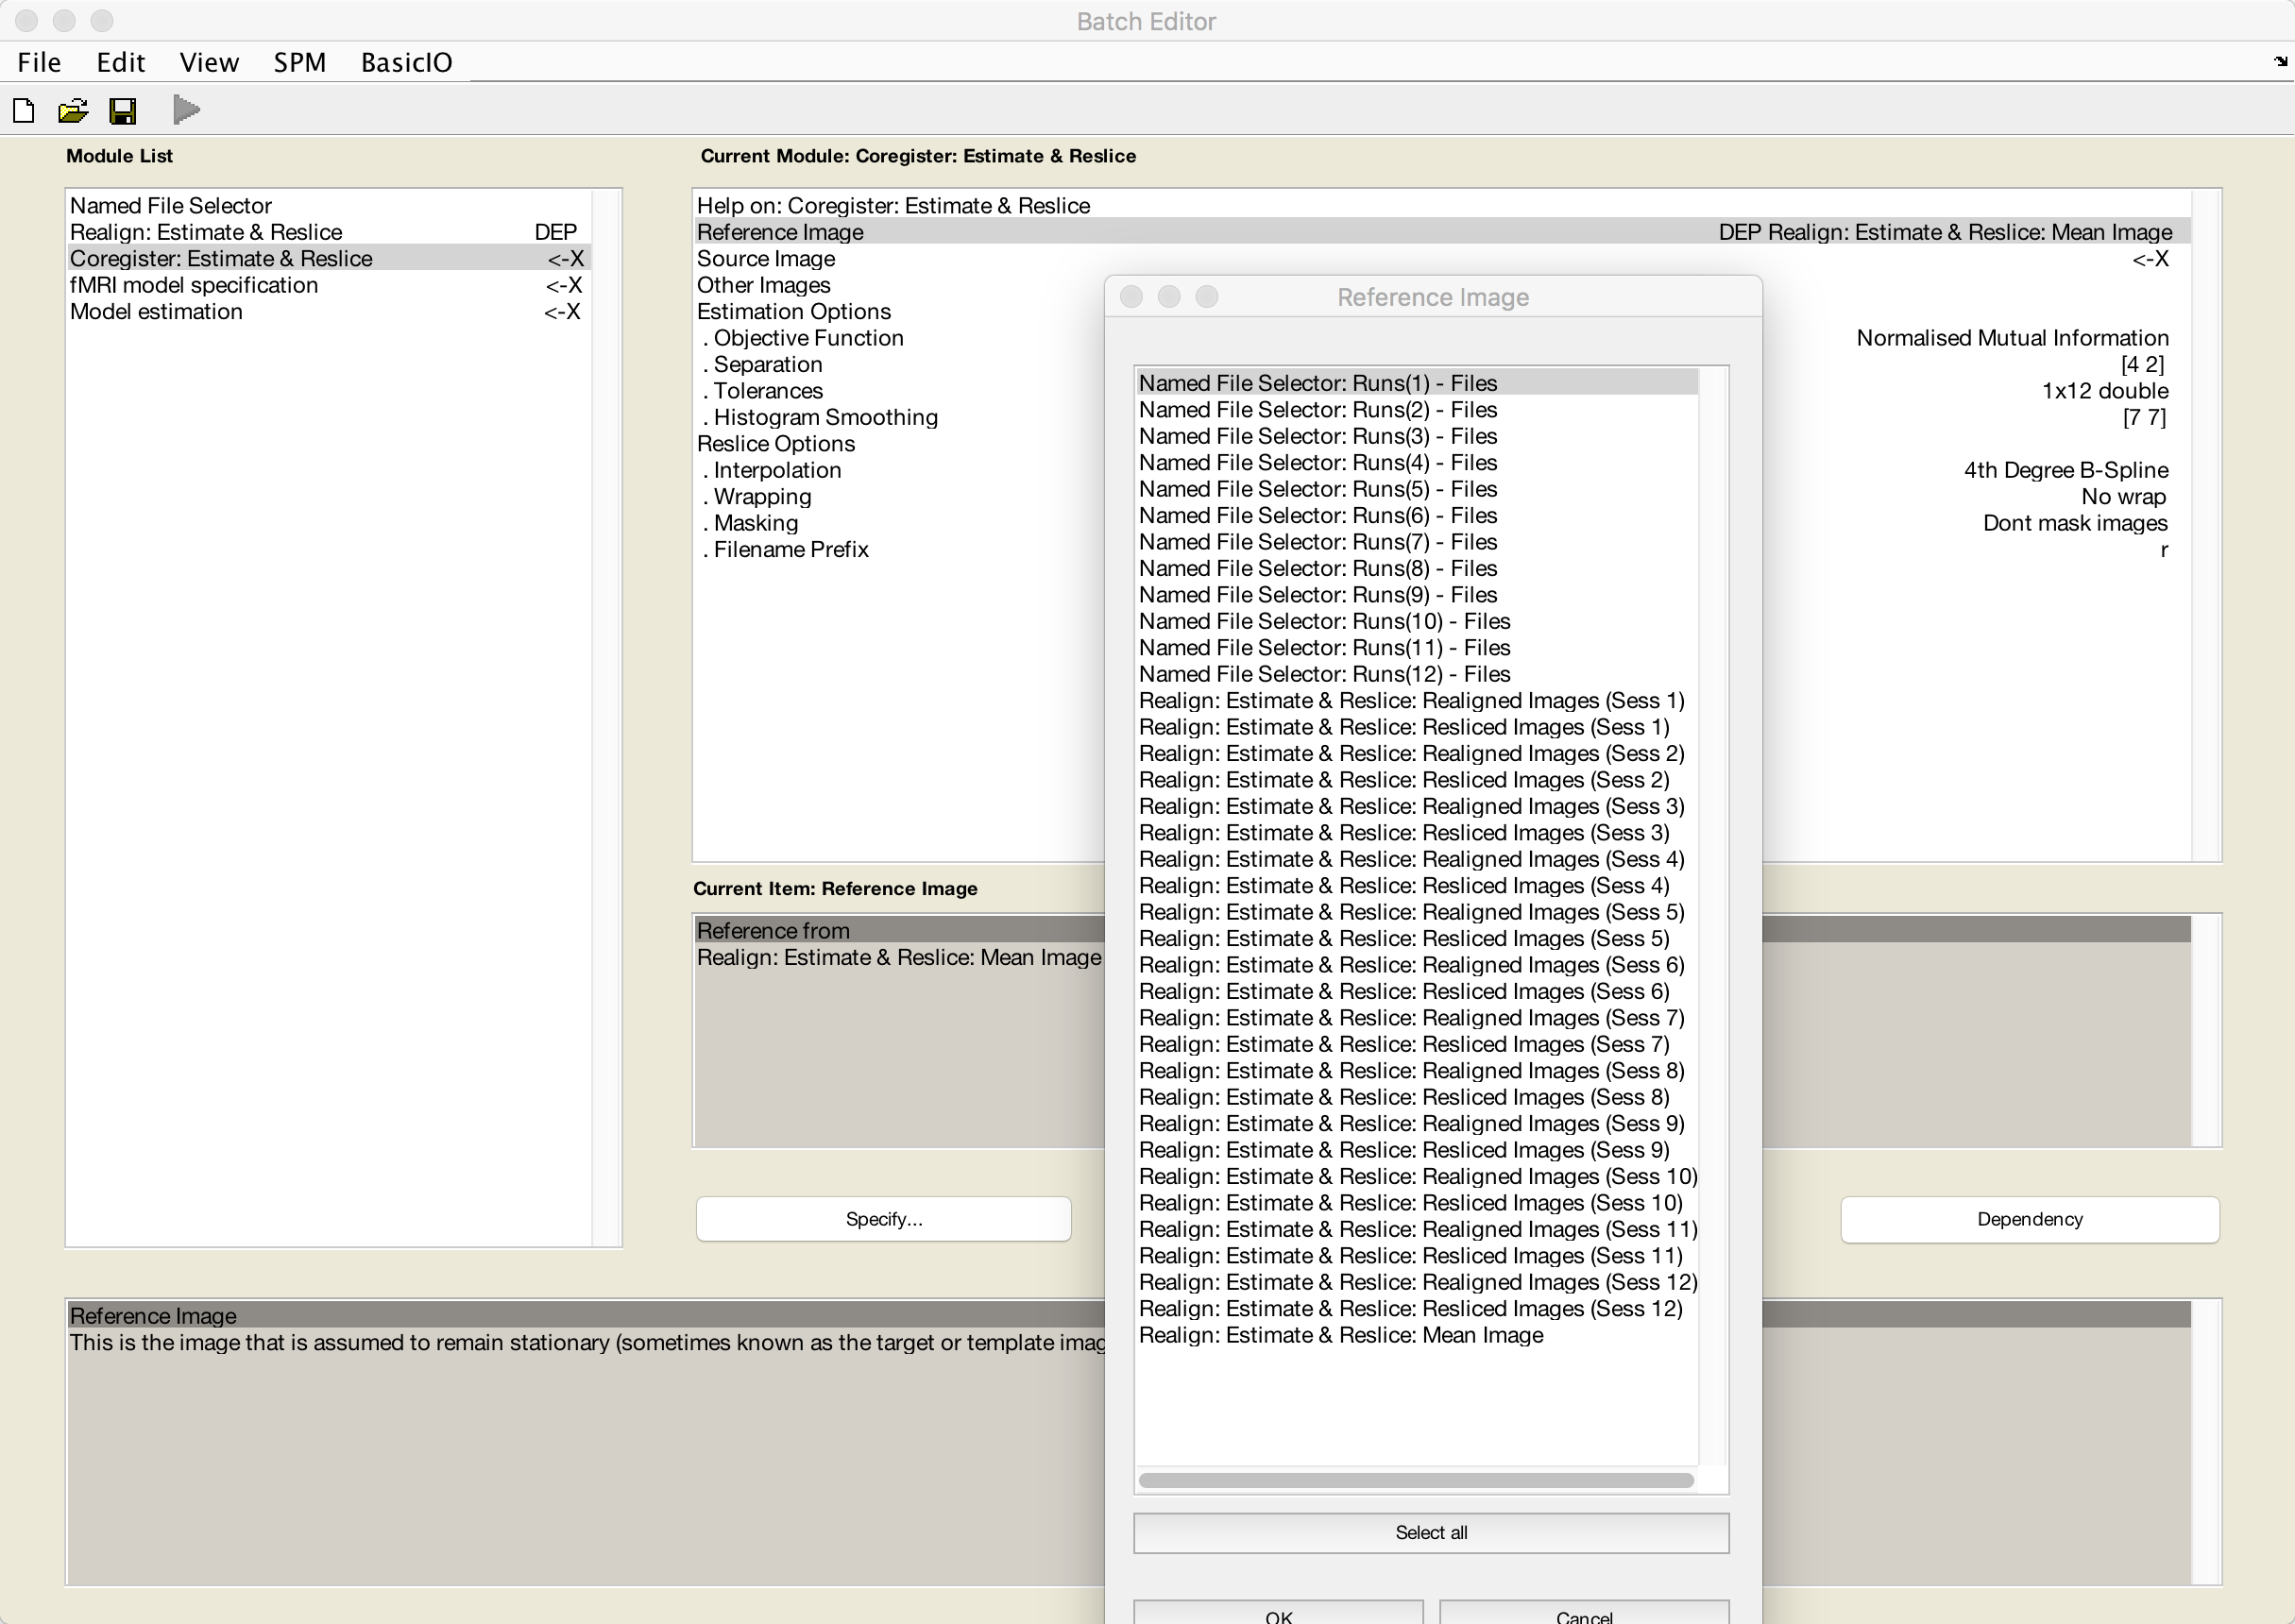 Batch Editor
File Edit View SPM BasicIO
Module List
Named File Selector
Realign: Estimate & Reslice DEP
Coregister: Estimate & Reslice <-X
fMRI model specification <-X
Model estimation <-X
Current Module: Coregister: Estimate & Reslice
Help on: Coregister: Estimate & Reslice
Reference Image DEP Realign: Estimate & Reslice: Mean Image
Source Image <-X
Other Images
Estimation Options
. Objective Function Normalised Mutual Information
. Separation [4 2]
. Tolerances 1x12 double
. Histogram Smoothing [7 7]
Reslice Options
. Interpolation 4th Degree B-Spline
. Wrapping No wrap
. Masking Dont mask images
. Filename Prefix r
Current Item: Reference Image
Reference from
Realign: Estimate & Reslice: Mean Image
Specify...
Dependency
Reference Image
This is the image that is assumed to remain stationary (sometimes known as the target or template imag
Reference Image
Named File Selector: Runs(1) - Files
Named File Selector: Runs(2) - Files
Named File Selector: Runs(3) - Files
Named File Selector: Runs(4) - Files
Named File Selector: Runs(5) - Files
Named File Selector: Runs(6) - Files
Named File Selector: Runs(7) - Files
Named File Selector: Runs(8) - Files
Named File Selector: Runs(9) - Files
Named File Selector: Runs(10) - Files
Named File Selector: Runs(11) - Files
Named File Selector: Runs(12) - Files
Realign: Estimate & Reslice: Realigned Images (Sess 1)
Realign: Estimate & Reslice: Resliced Images (Sess 1)
Realign: Estimate & Reslice: Realigned Images (Sess 2)
Realign: Estimate & Reslice: Resliced Images (Sess 2)
Realign: Estimate & Reslice: Realigned Images (Sess 3)
Realign: Estimate & Reslice: Resliced Images (Sess 3)
Realign: Estimate & Reslice: Realigned Images (Sess 4)
Realign: Estimate & Reslice: Resliced Images (Sess 4)
Realign: Estimate & Reslice: Realigned Images (Sess 5)
Realign: Estimate & Reslice: Resliced Images (Sess 5)
Realign: Estimate & Reslice: Realigned Images (Sess 6)
Realign: Estimate & Reslice: Resliced Images (Sess 6)
Realign: Estimate & Reslice: Realigned Images (Sess 7)
Realign: Estimate & Reslice: Resliced Images (Sess 7)
Realign: Estimate & Reslice: Realigned Images (Sess 8)
Realign: Estimate & Reslice: Resliced Images (Sess 8)
Realign: Estimate & Reslice: Realigned Images (Sess 9)
Realign: Estimate & Reslice: Resliced Images (Sess 9)
Realign: Estimate & Reslice: Realigned Images (Sess 10)
Realign: Estimate & Reslice: Resliced Images (Sess 10)
Realign: Estimate & Reslice: Realigned Images (Sess 11)
Realign: Estimate & Reslice: Resliced Images (Sess 11)
Realign: Estimate & Reslice: Realigned Images (Sess 12)
Realign: Estimate & Reslice: Resliced Images (Sess 12)
Realign: Estimate & Reslice: Mean Image
Select all
OK Cancel